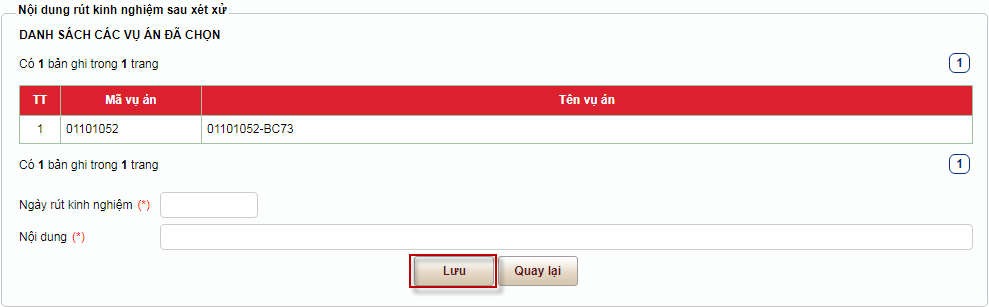 Nội dung rút kinh nghiệm sau xét xử
DANH SÁCH CÁC VỤ ÁN ĐÃ CHỌN
Có 1 bản ghi trong 1 trang 1
TT Mã vụ án Tên vụ án
1 01101052 01101052-BC73
Có 1 bản ghi trong 1 trang 1
Ngày rút kinh nghiệm (*)
Nội dung (*)
Lưu Quay lại